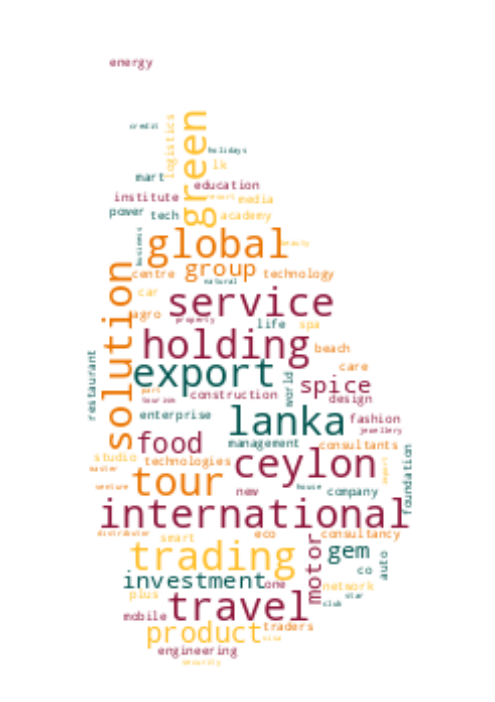 energy
credit
logistics
green
holidays
lk
mart
education
institute
resort
media
power
tech
academy
business
global
beauty
centre
group
technology
natural
car
solution
service
agro
property
life
spa
holding
beach
restaurant
export
care
world
spice
part
tourism
construction
design
enterprise
lanka
fashion
jewellery
food
management
consultants
studio
technologies
ceylon
master
foundation
tour
import
venture
new
house
company
international
distributor
smart
eco
consultancy
trading
motor
gem
auto
investment
one
co
network
plus
star
travel
club
mobile
product
traders
visa
engineering
security